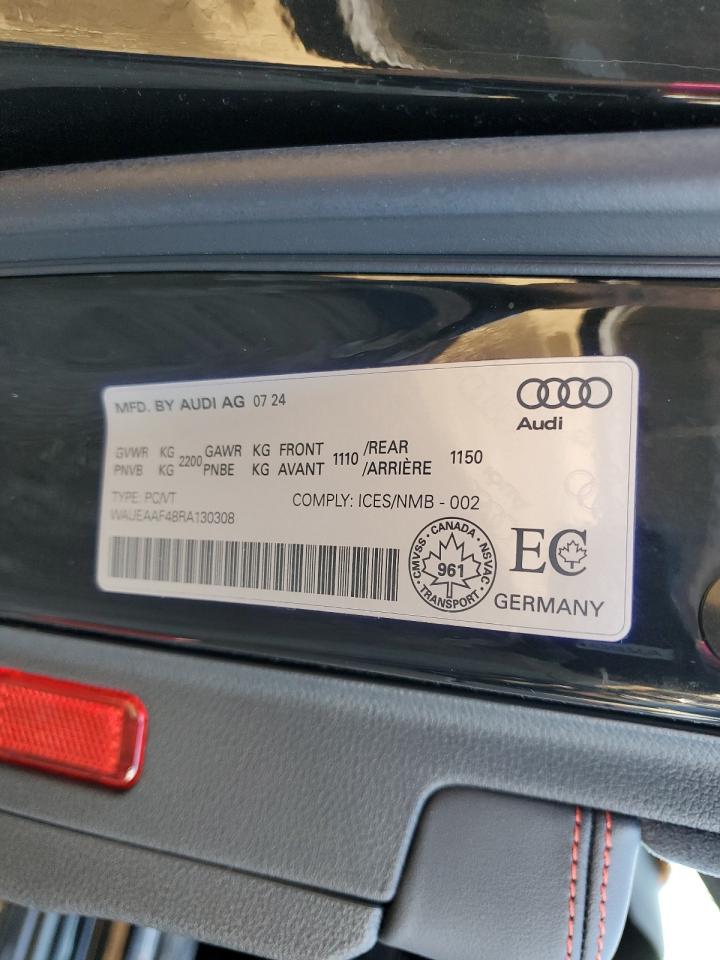 MFD. BY AUDI AG 07 24
Audi
GVWR KG 2200 GAWR KG FRONT 1110 /REAR 1150
PNVB KG PNBE KG AVANT /ARRIÈRE
TYPE: PC/VT COMPLY: ICES/NMB - 002
WAUEAAF48RA130308
CMVSS · CANADA · NSVAC · TRANSPORT ·
961
EC
GERMANY